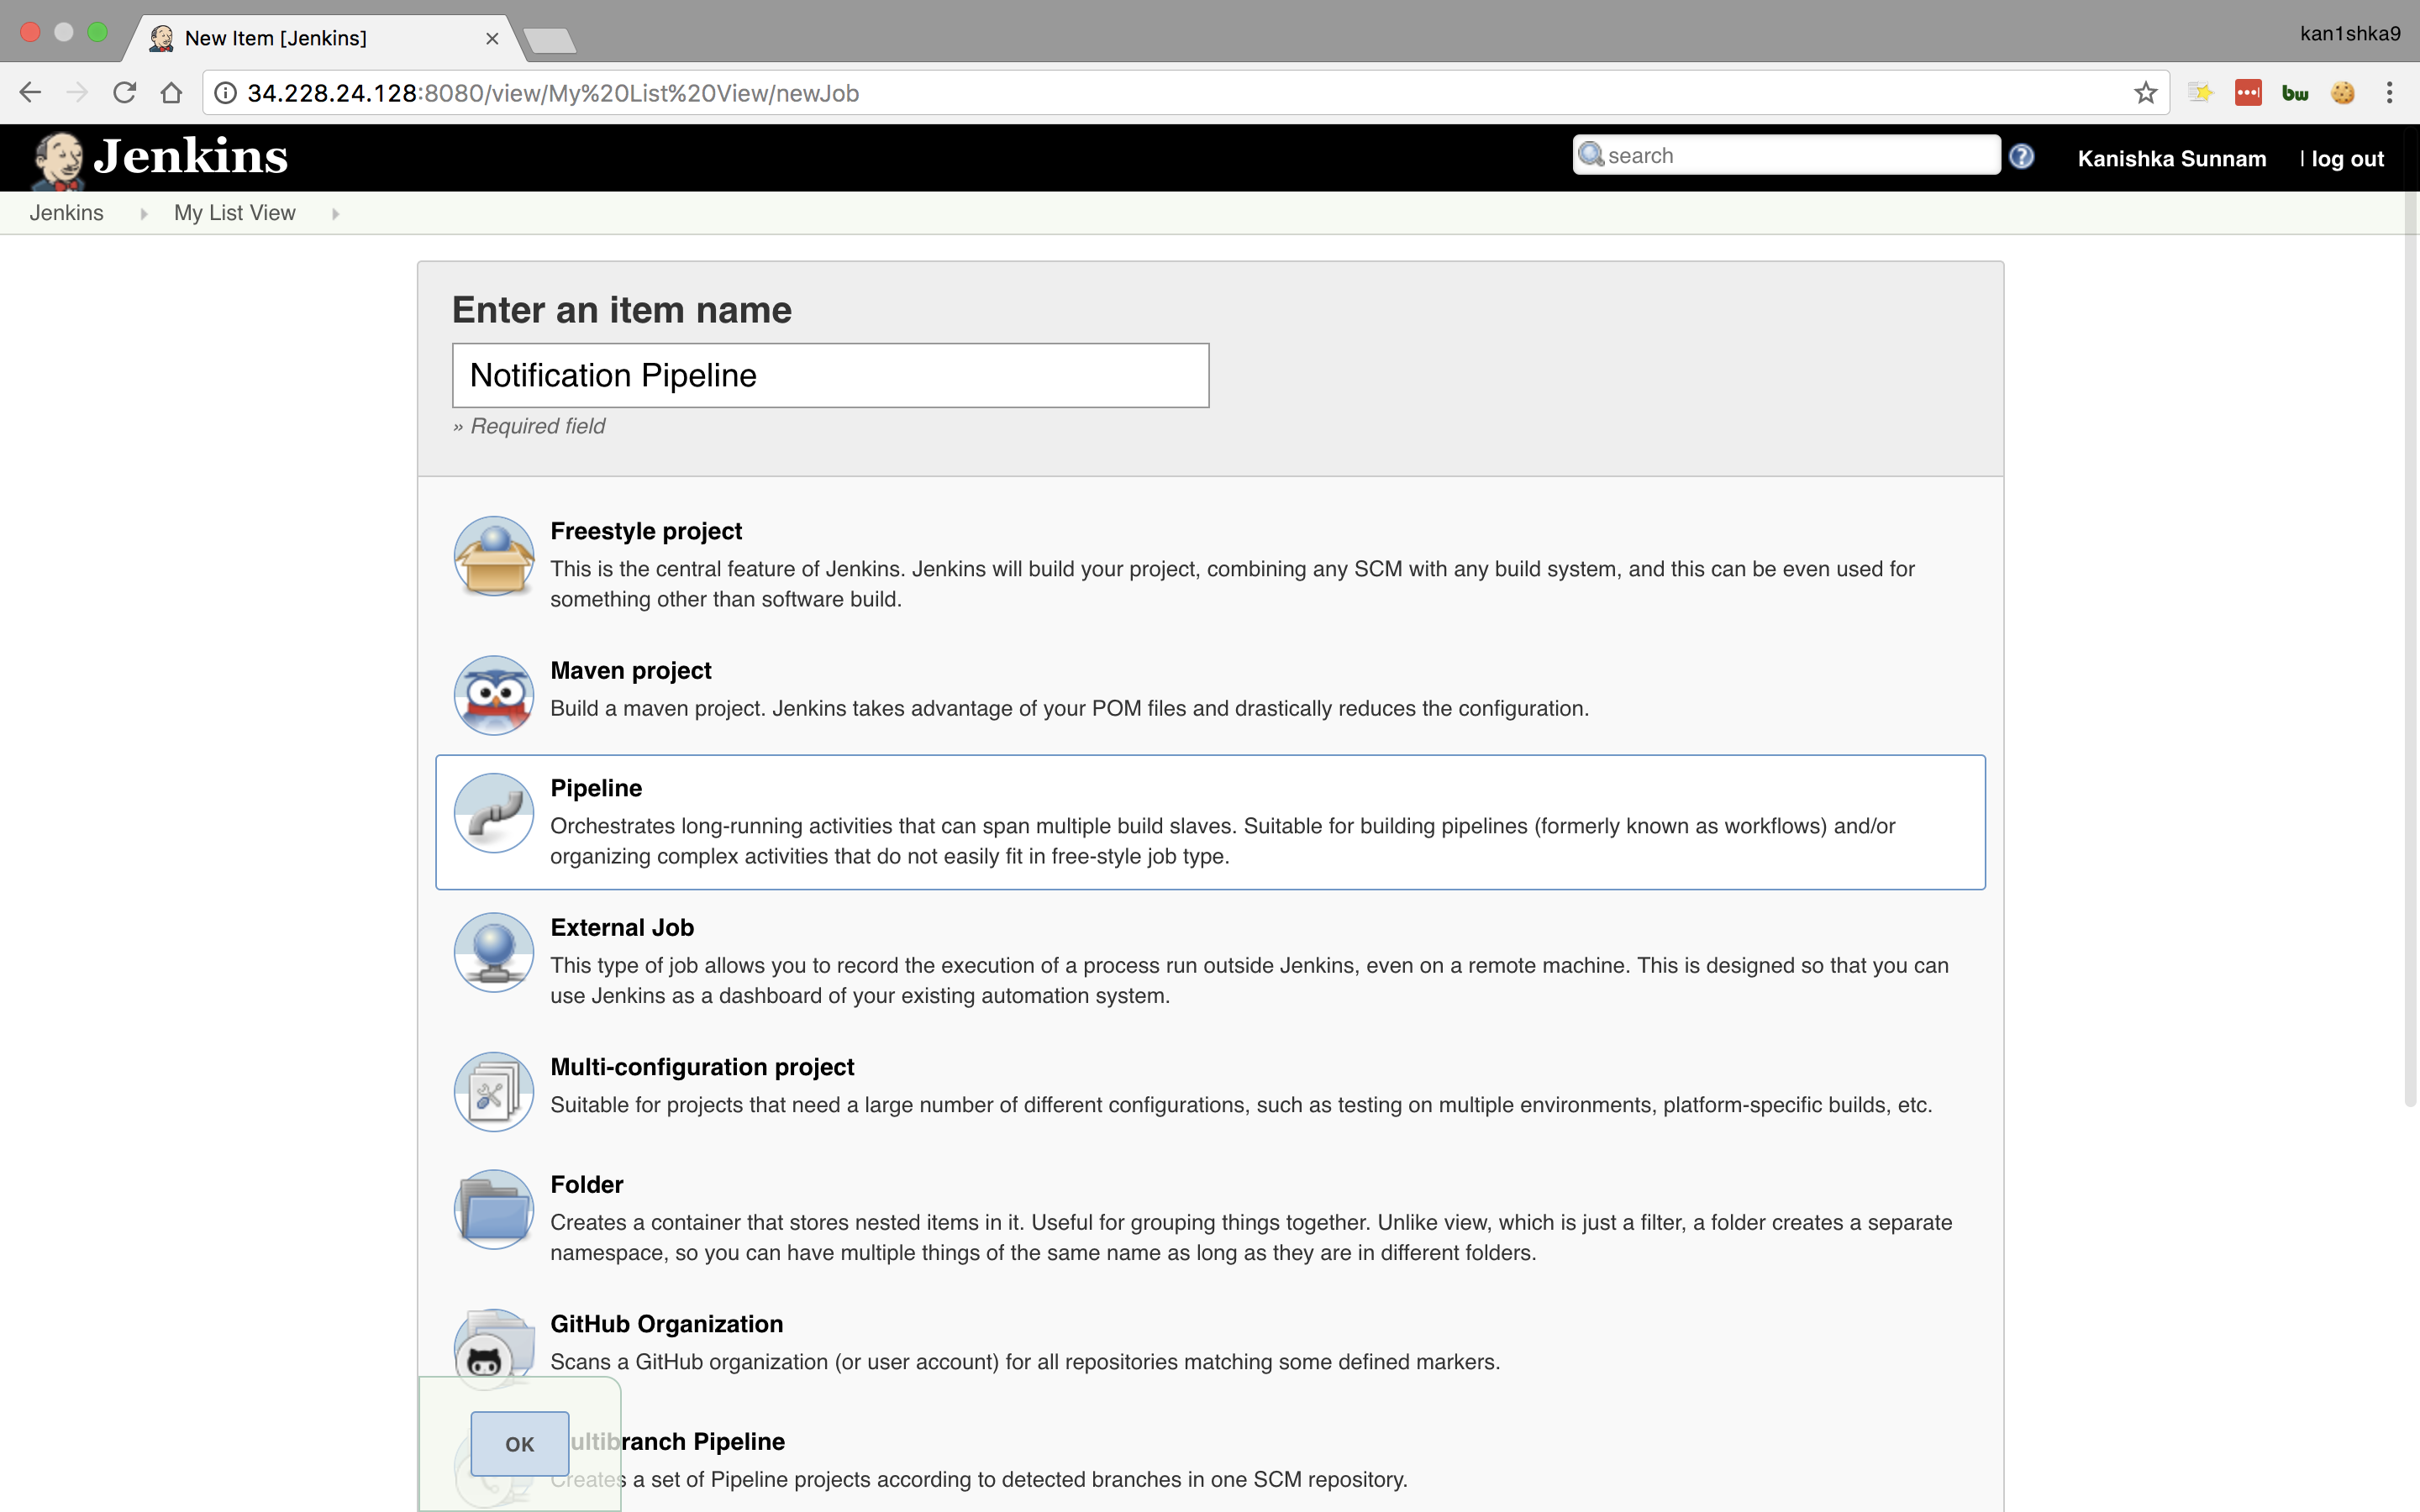 New Item [Jenkins]
kan1shka9
34.228.24.128:8080/view/My%20List%20View/newJob
bw
Jenkins
search
Kanishka Sunnam
| log out
Jenkins
My List View
Enter an item name
Notification Pipeline
» Required field
Freestyle project
This is the central feature of Jenkins. Jenkins will build your project, combining any SCM with any build system, and this can be even used for
something other than software build.
Maven project
Build a maven project. Jenkins takes advantage of your POM files and drastically reduces the configuration.
Pipeline
Orchestrates long-running activities that can span multiple build slaves. Suitable for building pipelines (formerly known as workflows) and/or
organizing complex activities that do not easily fit in free-style job type.
External Job
This type of job allows you to record the execution of a process run outside Jenkins, even on a remote machine. This is designed so that you can
use Jenkins as a dashboard of your existing automation system.
Multi-configuration project
Suitable for projects that need a large number of different configurations, such as testing on multiple environments, platform-specific builds, etc.
Folder
Creates a container that stores nested items in it. Useful for grouping things together. Unlike view, which is just a filter, a folder creates a separate
namespace, so you can have multiple things of the same name as long as they are in different folders.
GitHub Organization
Scans a GitHub organization (or user account) for all repositories matching some defined markers.
OK
ultibranch Pipeline
Creates a set of Pipeline projects according to detected branches in one SCM repository.